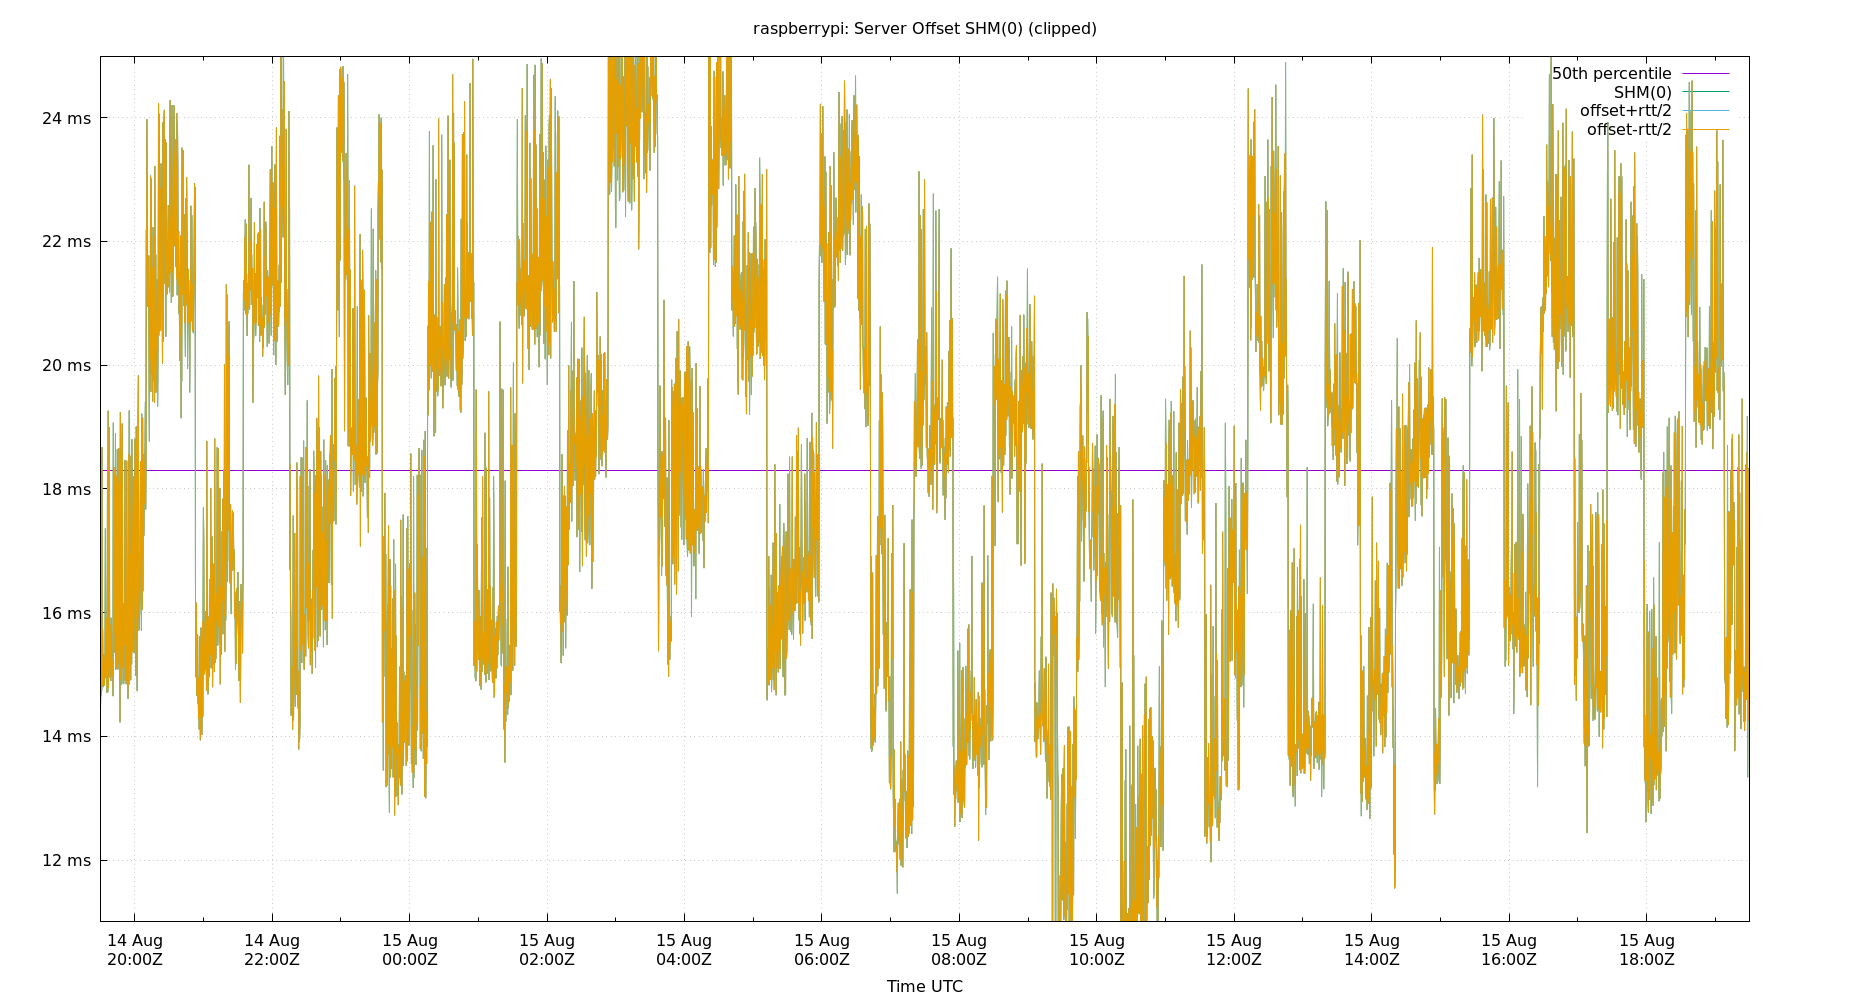 raspberrypi: Server Offset SHM(0) (clipped)
50th percentile
SHM(0)
offset+rtt/2
offset-rtt/2
24 ms
22 ms
20 ms
18 ms
16 ms
14 ms
12 ms
14 Aug 14 Aug 15 Aug 15 Aug 15 Aug 15 Aug 15 Aug 15 Aug 15 Aug 15 Aug 15 Aug 15 Aug
20:00Z 22:00Z 00:00Z 02:00Z 04:00Z 06:00Z 08:00Z 10:00Z 12:00Z 14:00Z 16:00Z 18:00Z
Time UTC